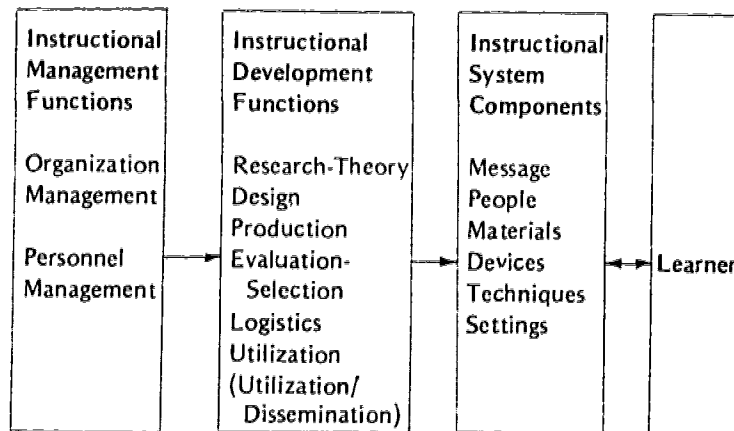 Instructional
Management
Functions
Organization
Management
Personnel
Management
Instructional
Development
Functions
Research-Theory
Design
Production
Evaluation-
Selection
Logistics
Utilization
(Utilization/
Dissemination)
Instructional
System
Components
Message
People
Materials
Devices
Techniques
Settings
Learner